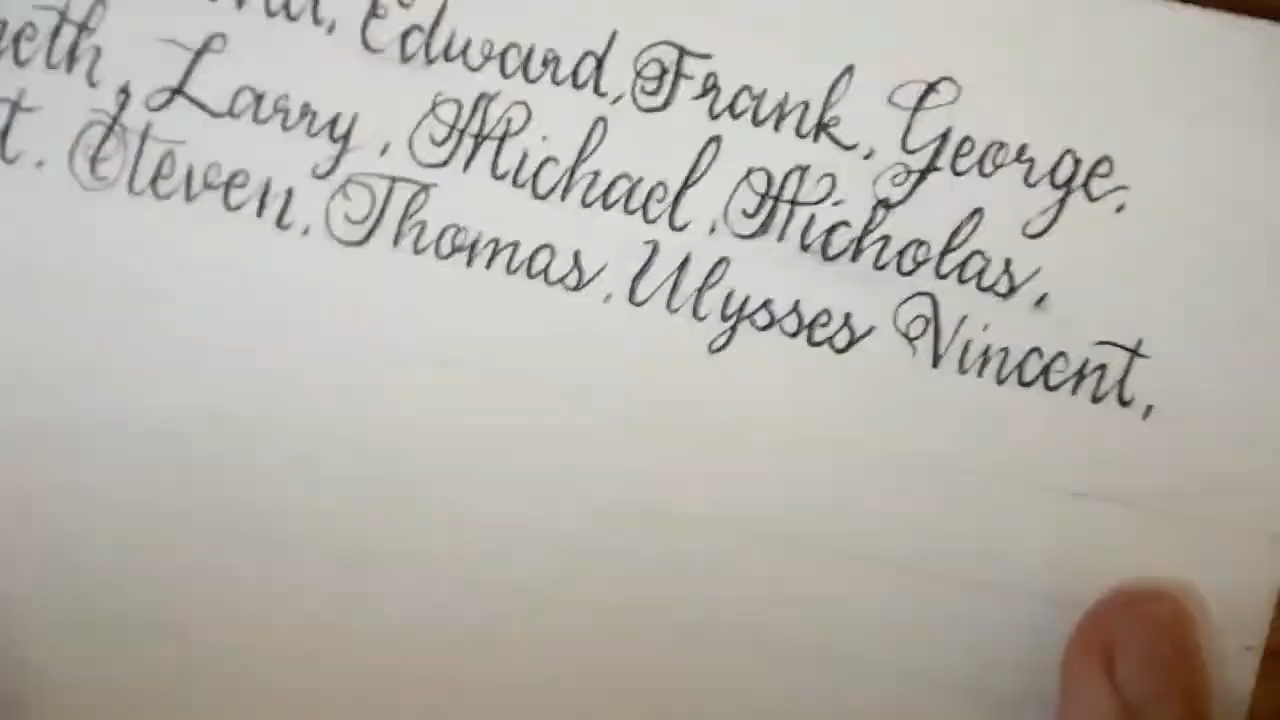 Edward, Frank, George,
Larry, Michael, Nicholas,
t. Steven, Thomas, Ulysses Vincent,